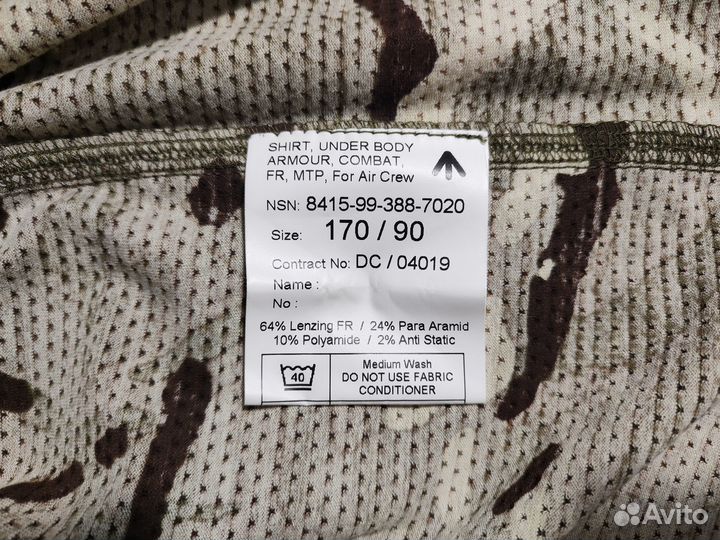 SHIRT, UNDER BODY
ARMOUR, COMBAT,
FR, MTP, For Air Crew
NSN: 8415-99-388-7020
Size: 170 / 90
Contract No: DC / 04019
Name :
No :
64% Lenzing FR / 24% Para Aramid
10% Polyamide / 2% Anti Static
40
Medium Wash
DO NOT USE FABRIC
CONDITIONER
Avito